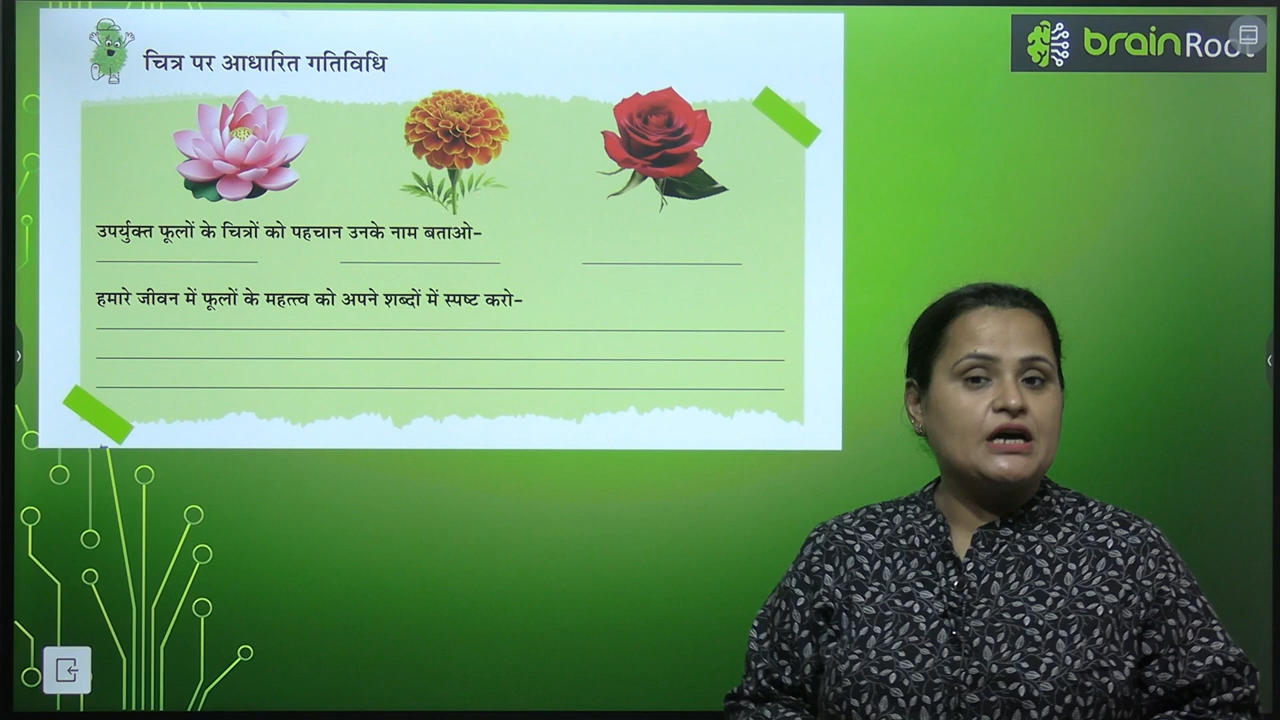 चित्र पर आधारित गतिविधि
brainRoot
उपर्युक्त फूलों के चित्रों को पहचान उनके नाम बताओ-
हमारे जीवन में फूलों के महत्त्व को अपने शब्दों में स्पष्ट करो-